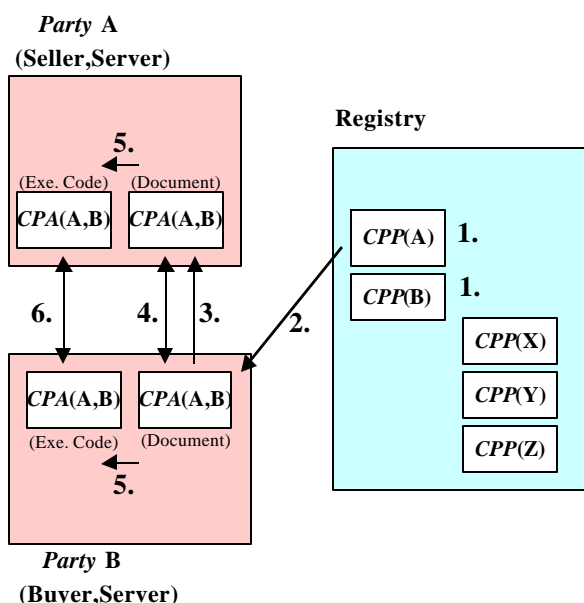 Party A
(Seller,Server)
5.
(Exe. Code)
(Document)
CPA(A,B)
CPA(A,B)
6.
4.
3.
2.
CPA(A,B)
CPA(A,B)
(Exe. Code)
(Document)
5.
Party B
(Buyer,Server)
Registry
CPP(A)
1.
CPP(B)
1.
CPP(X)
CPP(Y)
CPP(Z)